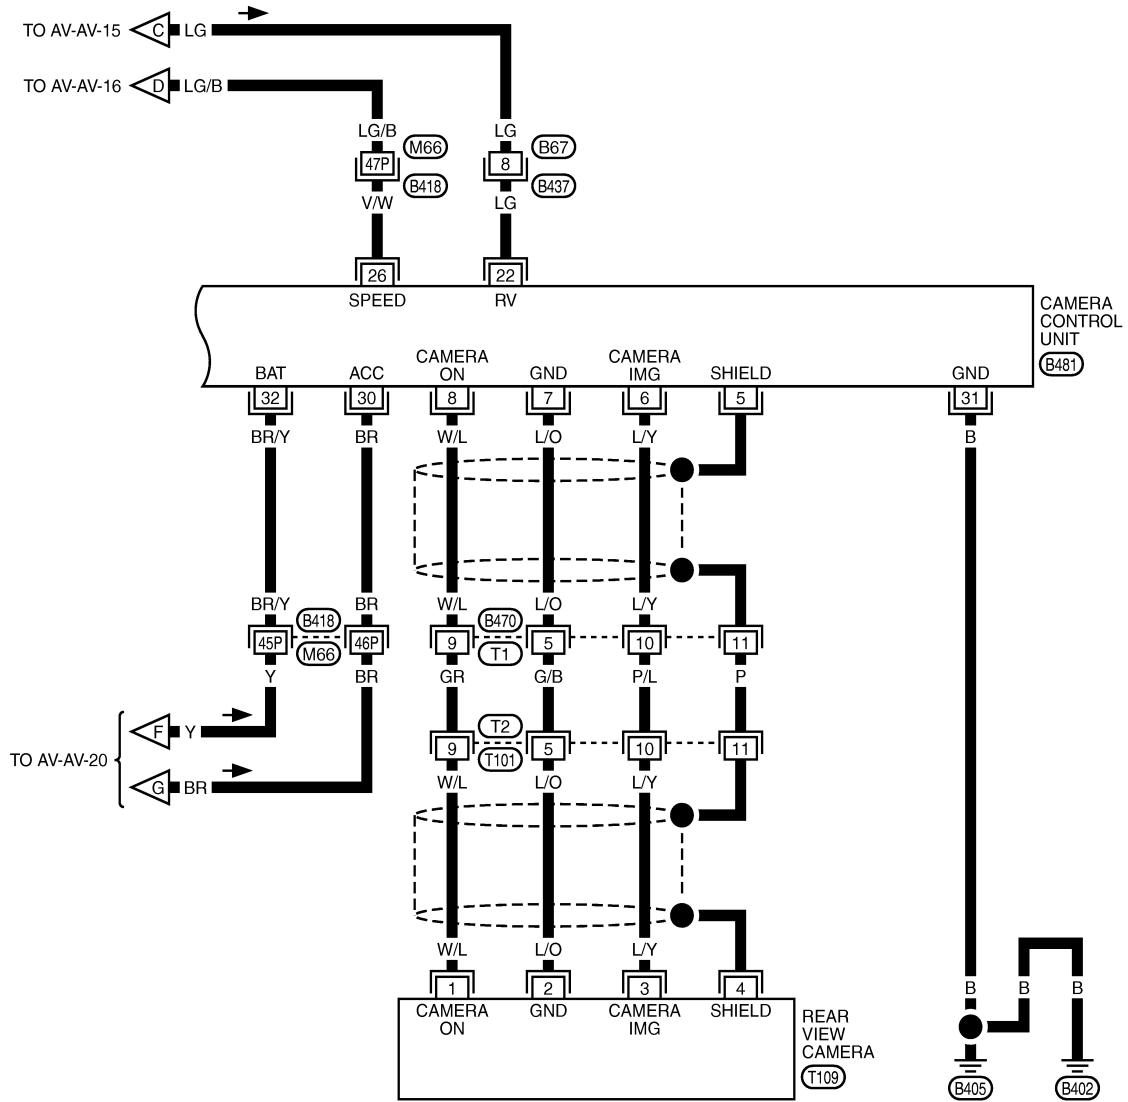 TO AV-AV-15 C LG
TO AV-AV-16 D LG/B
LG/B LG
47P M66 8 B67
B418 B437
V/W LG
26 22
SPEED RV
CAMERA
CONTROL
UNIT
B481
BAT ACC CAMERA
ON GND CAMERA
IMG SHIELD GND
32 30 8 7 6 5 31
BR/Y BR W/L L/O L/Y B
BR/Y BR W/L L/O L/Y
B418 B470
45P 46P 9 5 10 11
M66 T1
Y BR GR G/B P/L P
F Y T2
9 5 10 11
TO AV-AV-20 T101
G BR W/L L/O L/Y
W/L L/O L/Y
1 2 3 4 B B B
CAMERA
ON GND CAMERA
IMG SHIELD
REAR
VIEW
CAMERA
T109
B405 B402